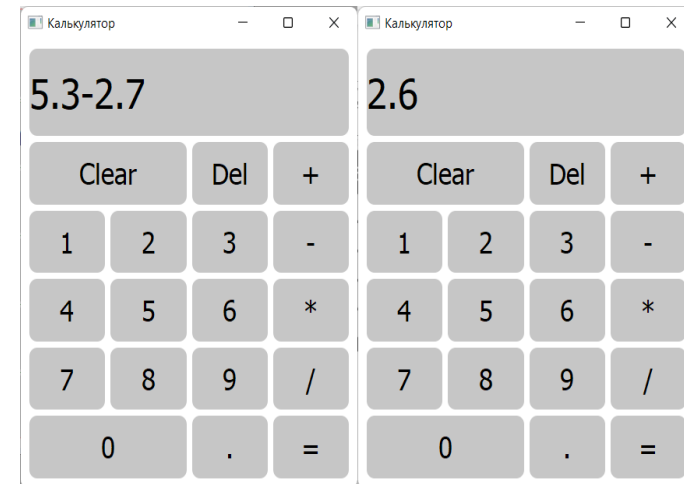 Калькулятор
5.3-2.7
Clear Del +
1 2 3 -
4 5 6 *
7 8 9 /
0 . =
Калькулятор
2.6
Clear Del +
1 2 3 -
4 5 6 *
7 8 9 /
0 . =